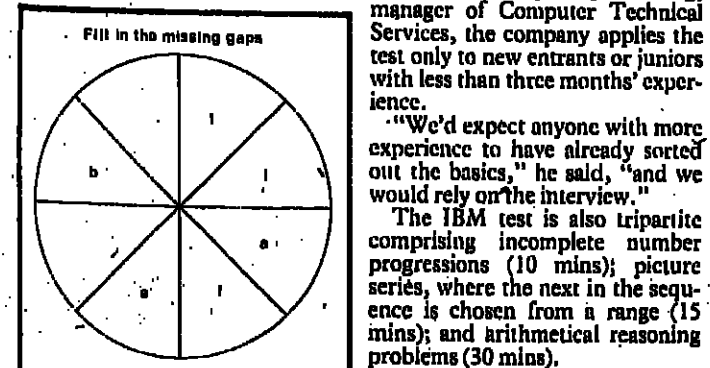 Fill in the missing gaps
b
a
manager of Computer Technical
Services, the company applies the
test only to new entrants or juniors
with less than three months' exper-
ience.
"We'd expect anyone with more
experience to have already sorted
out the basics," he said, "and we
would rely on the interview."
The IBM test is also tripartite
comprising incomplete number
progressions (10 mins); picture
series, where the next in the sequ-
ence is chosen from a range (15
mins); and arithmetical reasoning
problems (30 mins).